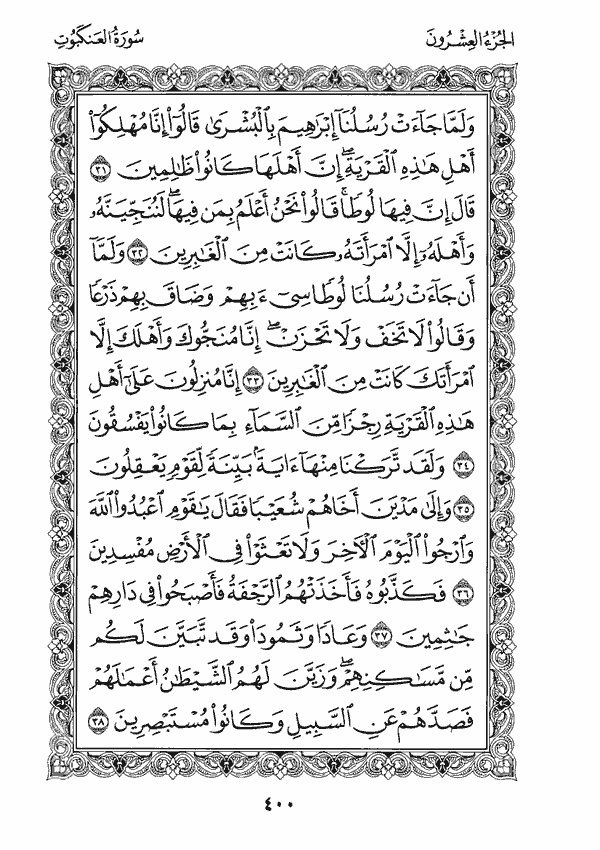 الجُزْءُ العِشْرُونَ
سُورَةُ العَنكَبُوتِ
وَلَمَّا جَآءَتْ رُسُلُنَآ إِبْرَٰهِيمَ بِٱلْبُشْرَىٰ قَالُوٓا۟ إِنَّا مُهْلِكُوٓا۟
أَهْلِ هَٰذِهِ ٱلْقَرْيَةِ ۖ إِنَّ أَهْلَهَا كَانُوا۟ ظَٰلِمِينَ ٣١
قَالَ إِنَّ فِيهَا لُوطًا ۚ قَالُوا۟ نَحْنُ أَعْلَمُ بِمَن فِيهَا ۖ لَنُنَجِّيَنَّهُۥ
وَأَهْلَهُۥٓ إِلَّا ٱمْرَأَتَهُۥ كَانَتْ مِنَ ٱلْغَٰبِرِينَ ٣٢ وَلَمَّآ
أَن جَآءَتْ رُسُلُنَا لُوطًا سِىٓءَ بِهِمْ وَضَاقَ بِهِمْ ذَرْعًا
وَقَالُوا۟ لَا تَخَفْ وَلَا تَحْزَنْ ۖ إِنَّا مُنَجُّوكَ وَأَهْلَكَ إِلَّا
ٱمْرَأَتَكَ كَانَتْ مِنَ ٱلْغَٰبِرِينَ ٣٣ إِنَّا مُنزِلُونَ عَلَىٰٓ أَهْلِ
هَٰذِهِ ٱلْقَرْيَةِ رِجْزًا مِّنَ ٱلسَّمَآءِ بِمَا كَانُوا۟ يَفْسُقُونَ
٣٤ وَلَقَد تَّرَكْنَا مِنْهَآ ءَايَةًۢ بَيِّنَةً لِّقَوْمٍ يَعْقِلُونَ
٣٥ وَإِلَىٰ مَدْيَنَ أَخَاهُمْ شُعَيْبًا فَقَالَ يَٰقَوْمِ ٱعْبُدُوا۟ ٱللَّهَ
وَٱرْجُوا۟ ٱلْيَوْمَ ٱلْءَاخِرَ وَلَا تَعْثَوْا۟ فِى ٱلْأَرْضِ مُفْسِدِينَ
٣٦ فَكَذَّبُوهُ فَأَخَذَتْهُمُ ٱلرَّجْفَةُ فَأَصْبَحُوا۟ فِى دَارِهِمْ
جَٰثِمِينَ ٣٧ وَعَادًا وَثَمُودَا۟ وَقَد تَّبَيَّنَ لَكُم
مِّن مَّسَٰكِنِهِمْ ۖ وَزَيَّنَ لَهُمُ ٱلشَّيْطَٰنُ أَعْمَٰلَهُمْ
فَصَدَّهُمْ عَنِ ٱلسَّبِيلِ وَكَانُوا۟ مُسْتَبْصِرِينَ ٣٨
٤٠٠